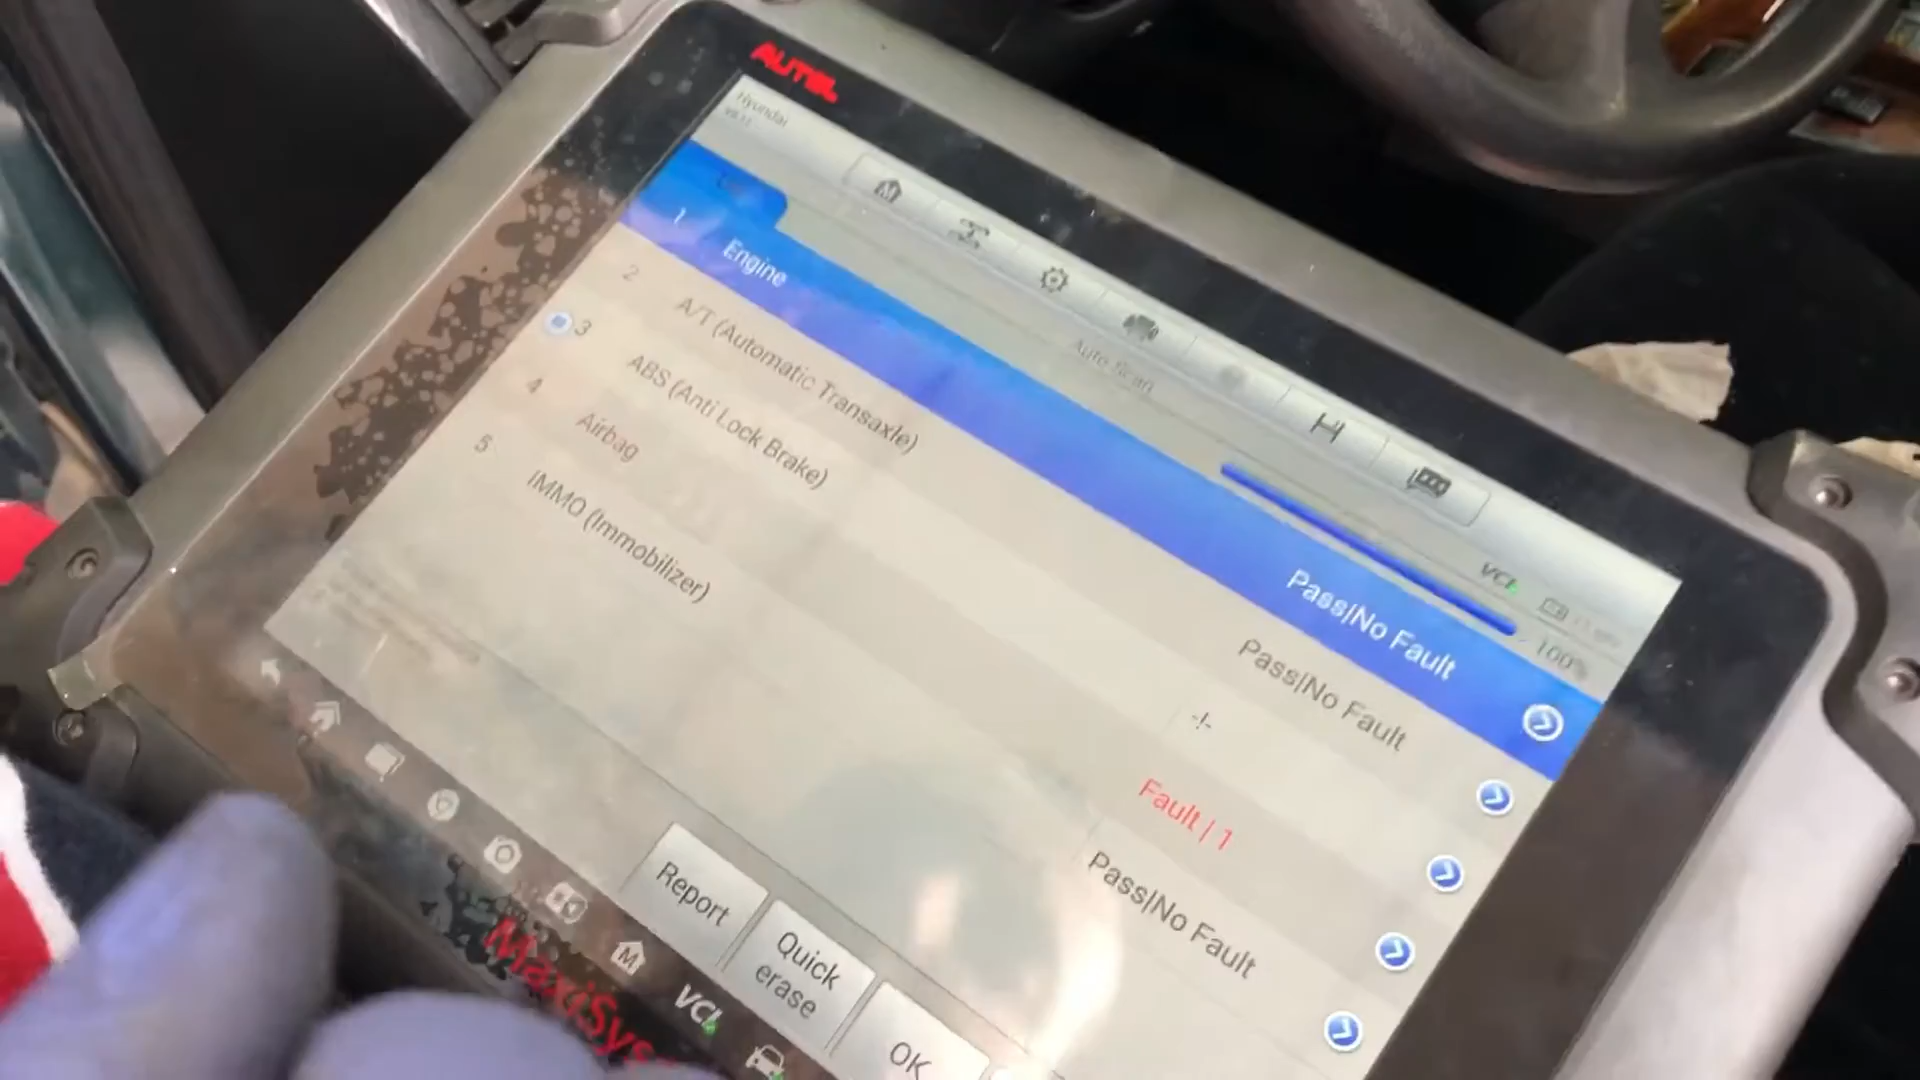 AUTEL
Hyundai
Auto Scan
VCI
100%
1 Engine Pass|No Fault
2 A/T (Automatic Transaxle) Pass|No Fault
3 ABS (Anti Lock Brake) -|-
4 Airbag Fault | 1
5 IMMO (Immobilizer) Pass|No Fault
Report
Quick erase
OK
M
VCI
MaxiSys